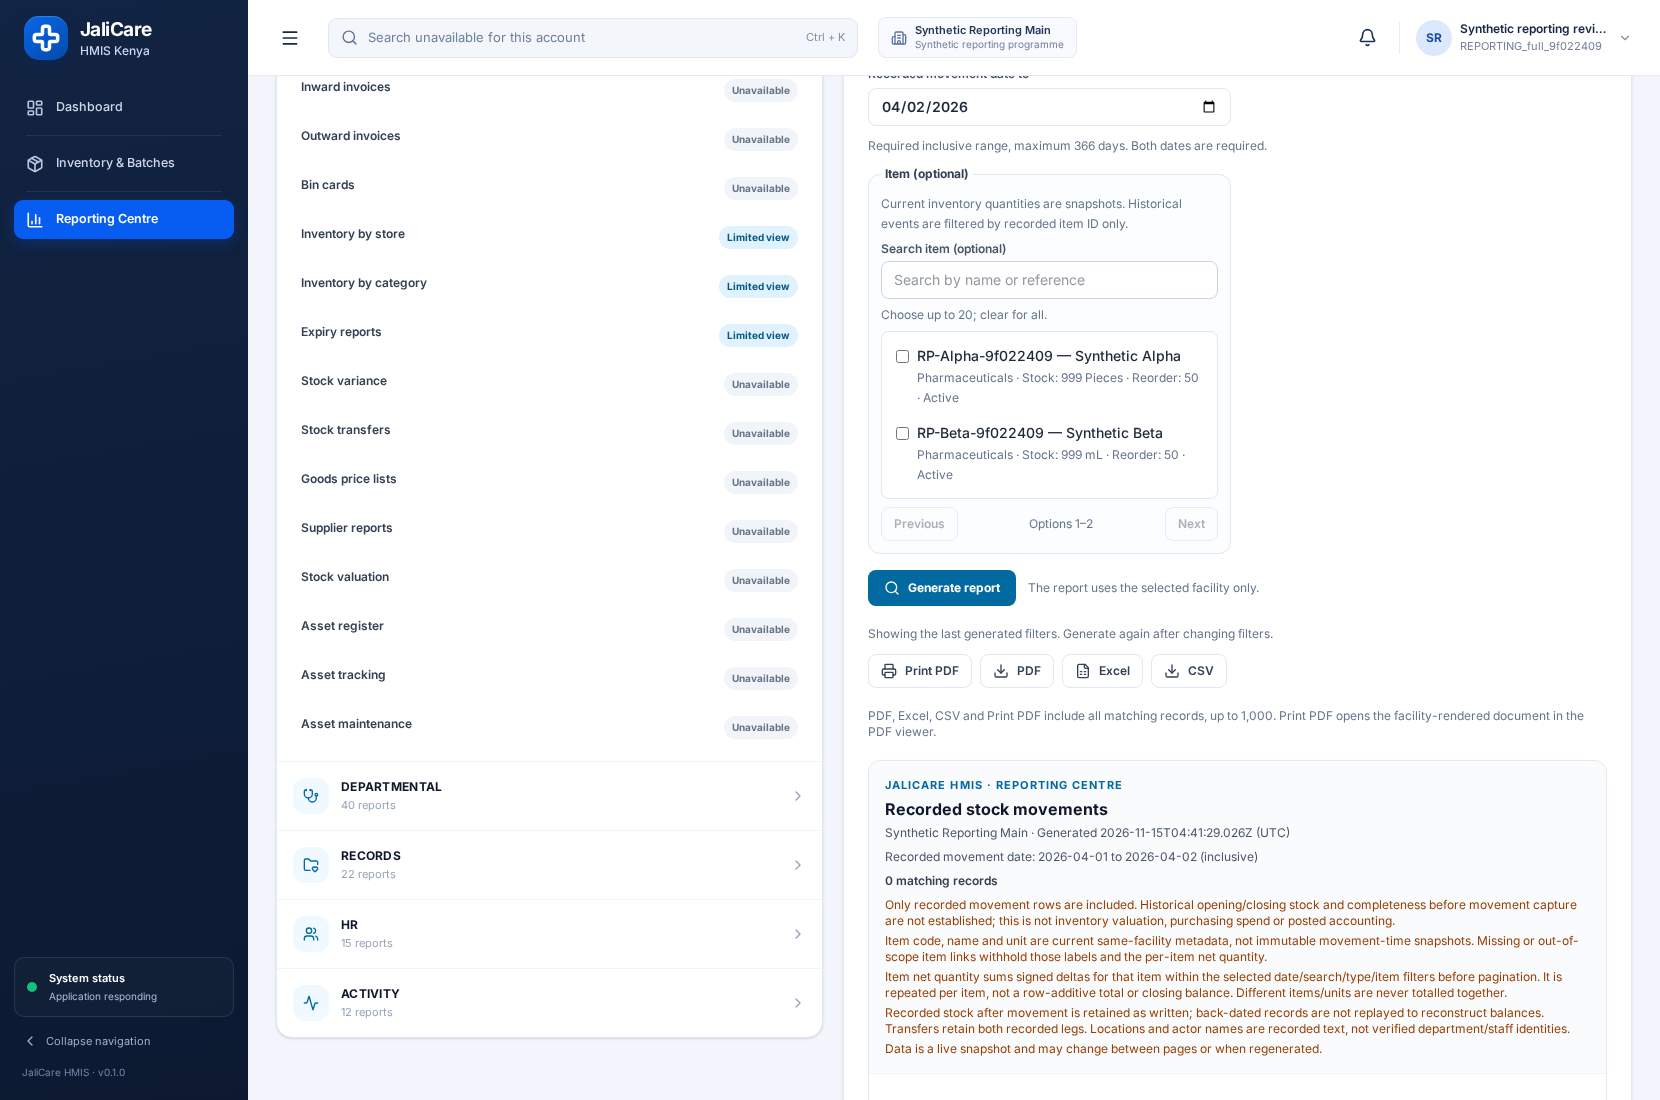 JaliCare
HMIS Kenya
Dashboard
Inventory & Batches
Reporting Centre
System status
Application responding
Collapse navigation
JaliCare HMIS · v0.1.0
Search unavailable for this account
Ctrl + K
Synthetic Reporting Main
Synthetic reporting programme
SR
Synthetic reporting revi...
REPORTING_full_9f022409
Inward invoices
Unavailable
Outward invoices
Unavailable
Bin cards
Unavailable
Inventory by store
Limited view
Inventory by category
Limited view
Expiry reports
Limited view
Stock variance
Unavailable
Stock transfers
Unavailable
Goods price lists
Unavailable
Supplier reports
Unavailable
Stock valuation
Unavailable
Asset register
Unavailable
Asset tracking
Unavailable
Asset maintenance
Unavailable
DEPARTMENTAL
40 reports
RECORDS
22 reports
HR
15 reports
ACTIVITY
12 reports
Recorded movement date to
04/02/2026
Required inclusive range, maximum 366 days. Both dates are required.
Item (optional)
Current inventory quantities are snapshots. Historical
events are filtered by recorded item ID only.
Search item (optional)
Search by name or reference
Choose up to 20; clear for all.
RP-Alpha-9f022409 — Synthetic Alpha
Pharmaceuticals · Stock: 999 Pieces · Reorder: 50
· Active
RP-Beta-9f022409 — Synthetic Beta
Pharmaceuticals · Stock: 999 mL · Reorder: 50 ·
Active
Previous
Options 1–2
Next
Generate report
The report uses the selected facility only.
Showing the last generated filters. Generate again after changing filters.
Print PDF
PDF
Excel
CSV
PDF, Excel, CSV and Print PDF include all matching records, up to 1,000. Print PDF opens the facility-rendered document in the
PDF viewer.
JALICARE HMIS · REPORTING CENTRE
Recorded stock movements
Synthetic Reporting Main · Generated 2026-11-15T04:41:29.026Z (UTC)
Recorded movement date: 2026-04-01 to 2026-04-02 (inclusive)
0 matching records
Only recorded movement rows are included. Historical opening/closing stock and completeness before movement capture
are not established; this is not inventory valuation, purchasing spend or posted accounting.
Item code, name and unit are current same-facility metadata, not immutable movement-time snapshots. Missing or out-of-
scope item links withhold those labels and the per-item net quantity.
Item net quantity sums signed deltas for that item within the selected date/search/type/item filters before pagination. It is
repeated per item, not a row-additive total or closing balance. Different items/units are never totalled together.
Recorded stock after movement is retained as written; back-dated records are not replayed to reconstruct balances.
Transfers retain both recorded legs. Locations and actor names are recorded text, not verified department/staff identities.
Data is a live snapshot and may change between pages or when regenerated.